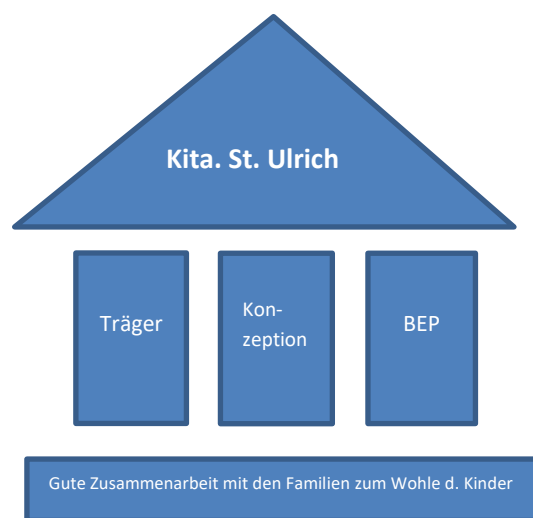 Kita. St. Ulrich
Träger
Kon-
zeption
BEP
Gute Zusammenarbeit mit den Familien zum Wohle d. Kinder